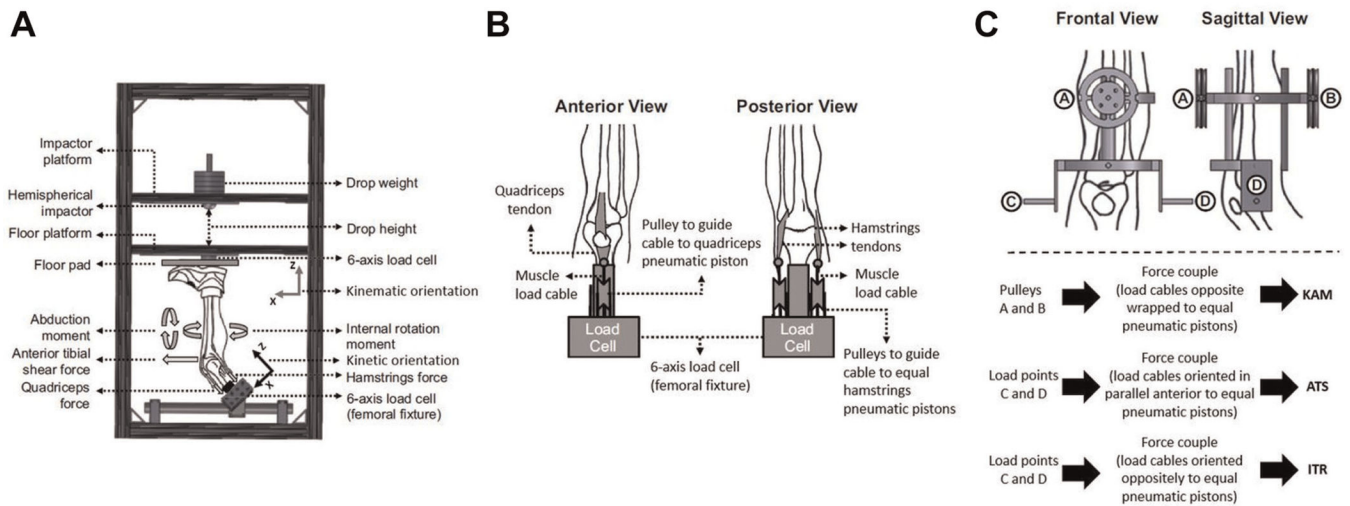 A
Impactor
platform
Hemispherical
impactor
Floor platform
Floor pad
Abduction
moment
Anterior tibial
shear force
Quadriceps
force
Drop weight
Drop height
6-axis load cell
Z
X
Kinematic orientation
Internal rotation
moment
Z
X
Kinetic orientation
Hamstrings force
6-axis load cell
(femoral fixture)
B
Anterior View
Posterior View
Quadriceps
tendon
Pulley to guide
cable to quadriceps
pneumatic piston
Muscle
load cable
Hamstrings
tendons
Muscle
load cable
Load
Cell
Load
Cell
6-axis load cell
(femoral fixture)
Pulleys to guide
cable to equal
hamstrings
pneumatic pistons
C
Frontal View
Sagittal View
A
A
B
C
D
D
Pulleys
A and B
Force couple
(load cables opposite
wrapped to equal
pneumatic pistons)
KAM
Load points
C and D
Force couple
(load cables oriented in
parallel anterior to equal
pneumatic pistons)
ATS
Load points
C and D
Force couple
(load cables oriented
oppositely to equal
pneumatic pistons)
ITR